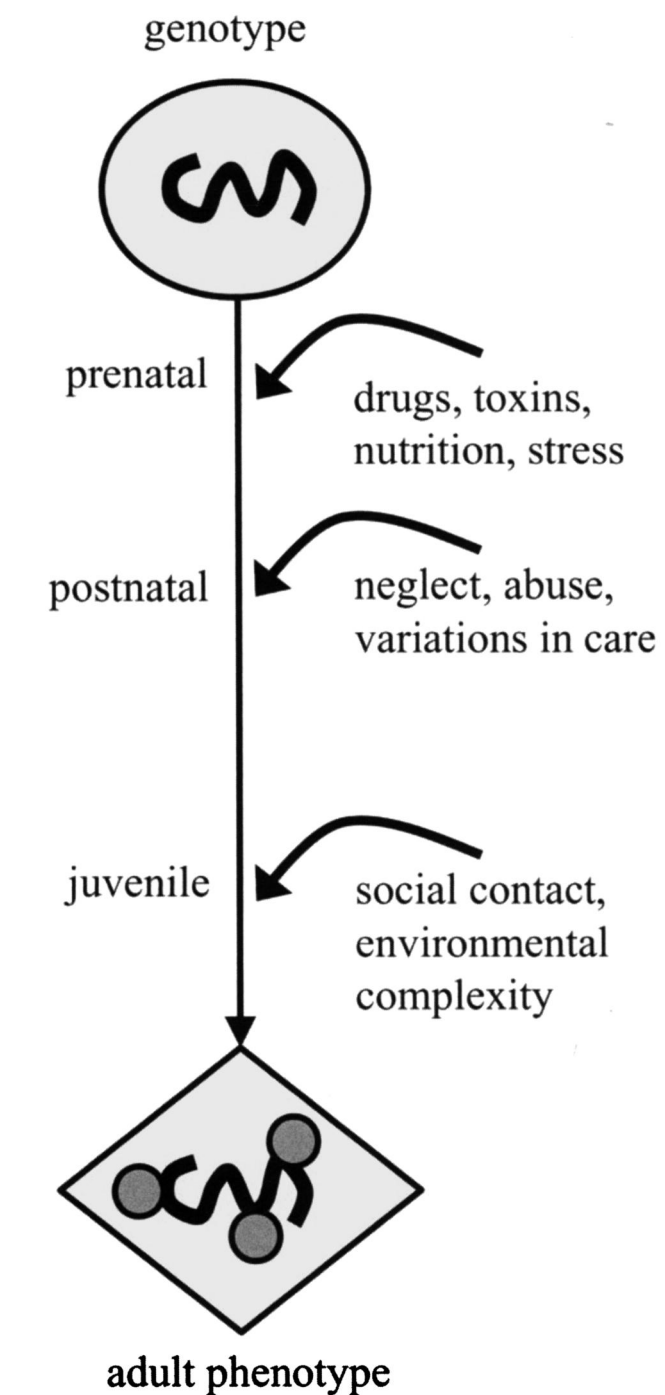 genotype
prenatal
drugs, toxins,
nutrition, stress
postnatal
neglect, abuse,
variations in care
juvenile
social contact,
environmental
complexity
adult phenotype